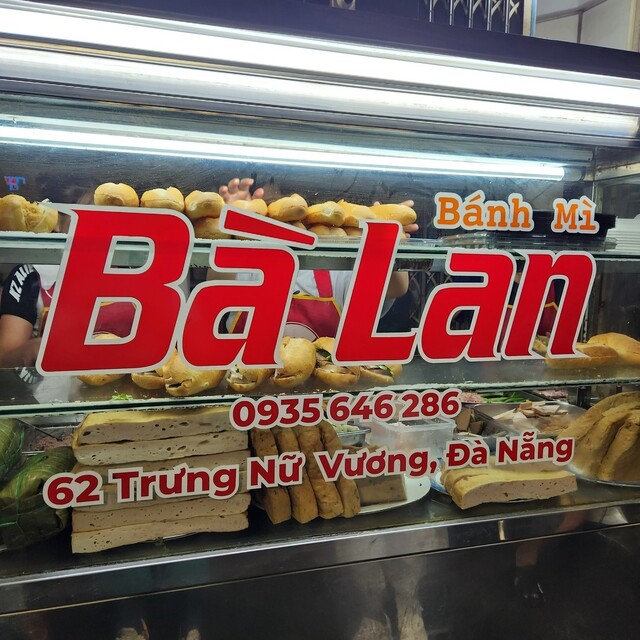 Bánh Mì
Bà Lan
0935 646 286
62 Trưng Nữ Vương, Đà Nẵng